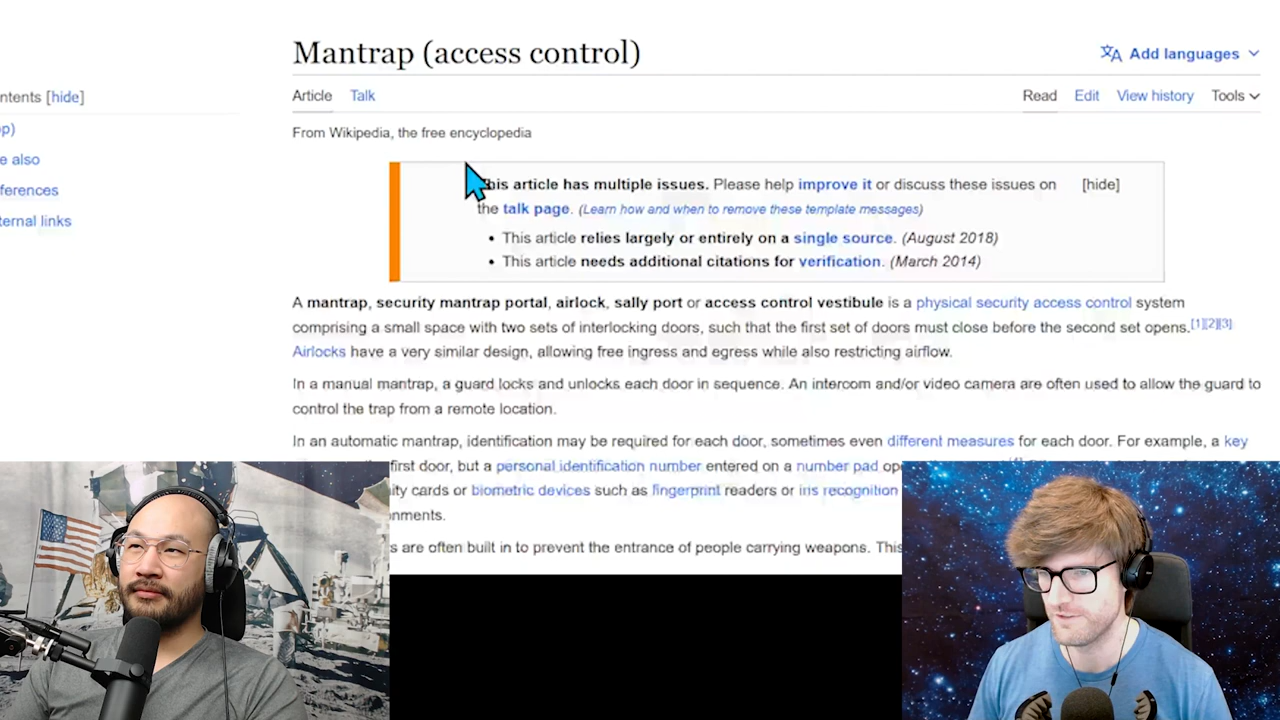 Mantrap (access control)
Add languages
ntents [hide]
Article Talk
Read Edit View history Tools
p)
From Wikipedia, the free encyclopedia
e also
ferences
ternal links
his article has multiple issues. Please help improve it or discuss these issues on [hide]
the talk page. (Learn how and when to remove these template messages)
• This article relies largely or entirely on a single source. (August 2018)
• This article needs additional citations for verification. (March 2014)
A mantrap, security mantrap portal, airlock, sally port or access control vestibule is a physical security access control system
comprising a small space with two sets of interlocking doors, such that the first set of doors must close before the second set opens.[1][2][3]
Airlocks have a very similar design, allowing free ingress and egress while also restricting airflow.
In a manual mantrap, a guard locks and unlocks each door in sequence. An intercom and/or video camera are often used to allow the guard to
control the trap from a remote location.
In an automatic mantrap, identification may be required for each door, sometimes even different measures for each door. For example, a key
first door, but a personal identification number entered on a number pad op
ity cards or biometric devices such as fingerprint readers or iris recognition
nments.
s are often built in to prevent the entrance of people carrying weapons. This